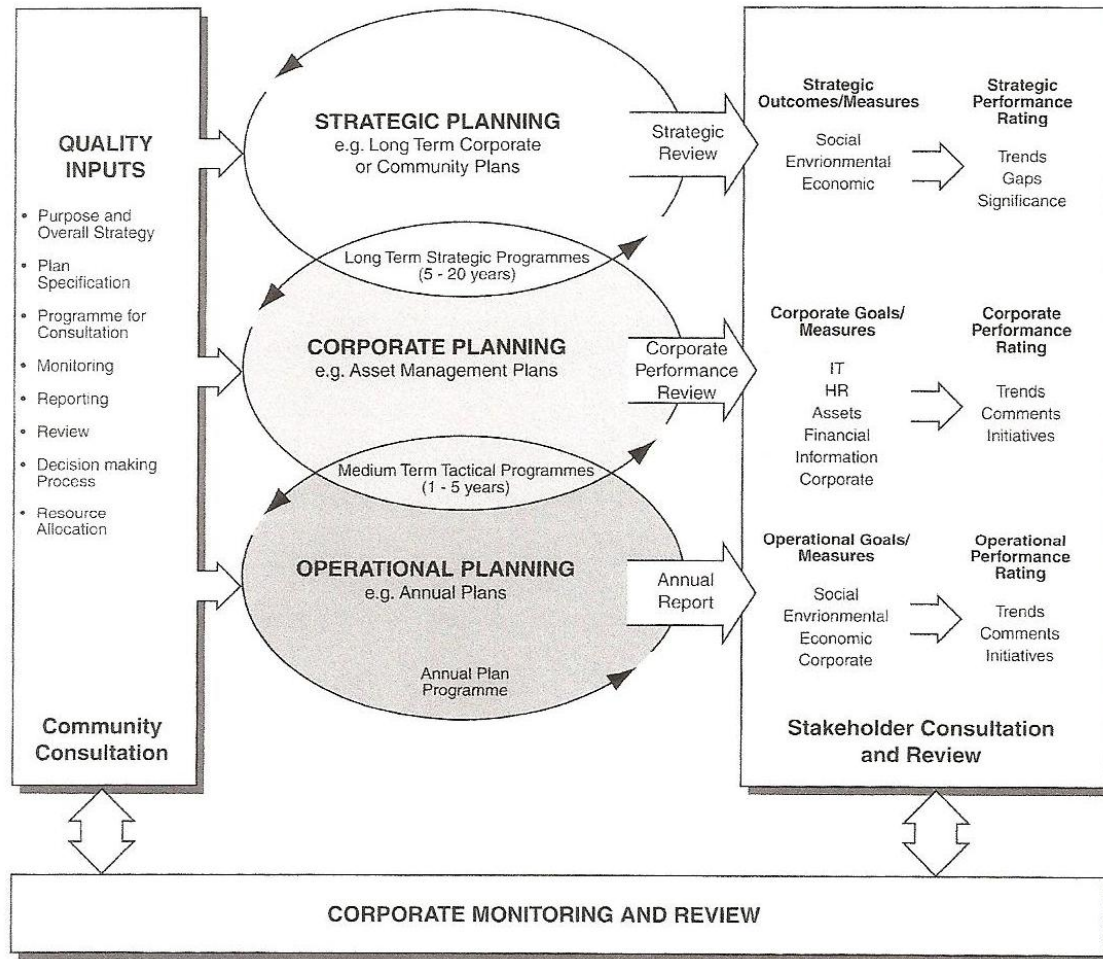 QUALITY
INPUTS
• Purpose and
Overall Strategy
• Plan
Specification
• Programme for
Consultation
• Monitoring
• Reporting
• Review
• Decision making
Process
• Resource
Allocation
Community
Consultation
STRATEGIC PLANNING
e.g. Long Term Corporate
or Community Plans
Long Term Strategic Programmes
(5 - 20 years)
CORPORATE PLANNING
e.g. Asset Management Plans
Medium Term Tactical Programmes
(1 - 5 years)
OPERATIONAL PLANNING
e.g. Annual Plans
Annual Plan
Programme
Strategic
Review
Corporate
Performance
Review
Annual
Report
Strategic
Outcomes/Measures
Social
Envrionmental
Economic
Strategic
Performance
Rating
Trends
Gaps
Significance
Corporate Goals/
Measures
IT
HR
Assets
Financial
Information
Corporate
Corporate
Performance
Rating
Trends
Comments
Initiatives
Operational Goals/
Measures
Social
Envrionmental
Economic
Corporate
Operational
Performance
Rating
Trends
Comments
Initiatives
Stakeholder Consultation
and Review
CORPORATE MONITORING AND REVIEW